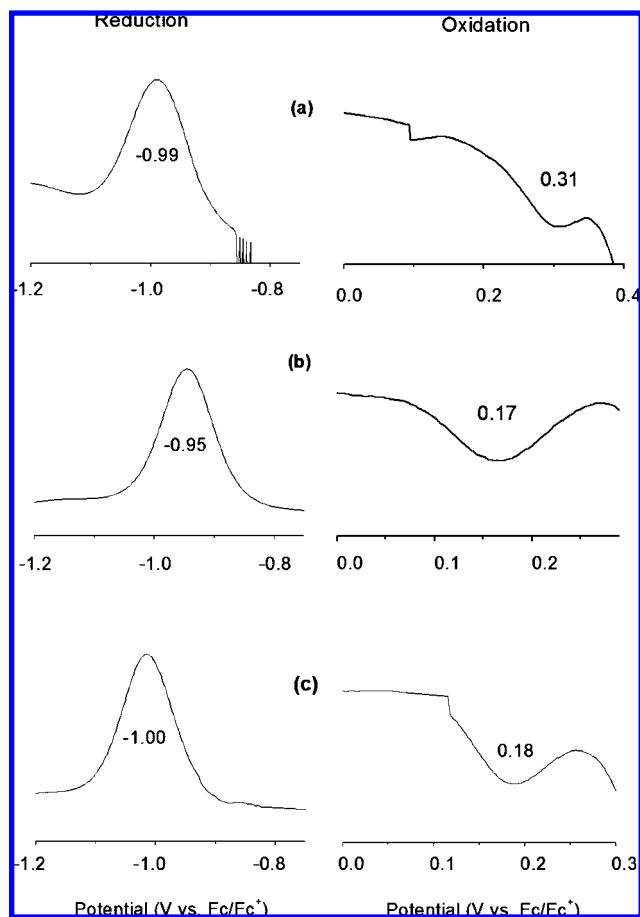 Reduction
Oxidation
(a)
-0.99
0.31
-1.2 -1.0 -0.8
0.0 0.2 0.4
(b)
-0.95
0.17
-1.2 -1.0 -0.8
0.0 0.1 0.2
(c)
-1.00
0.18
-1.2 -1.0 -0.8
0.0 0.1 0.2 0.3
Potential (V vs. Fc/Fc+)
Potential (V vs. Fc/Fc+)